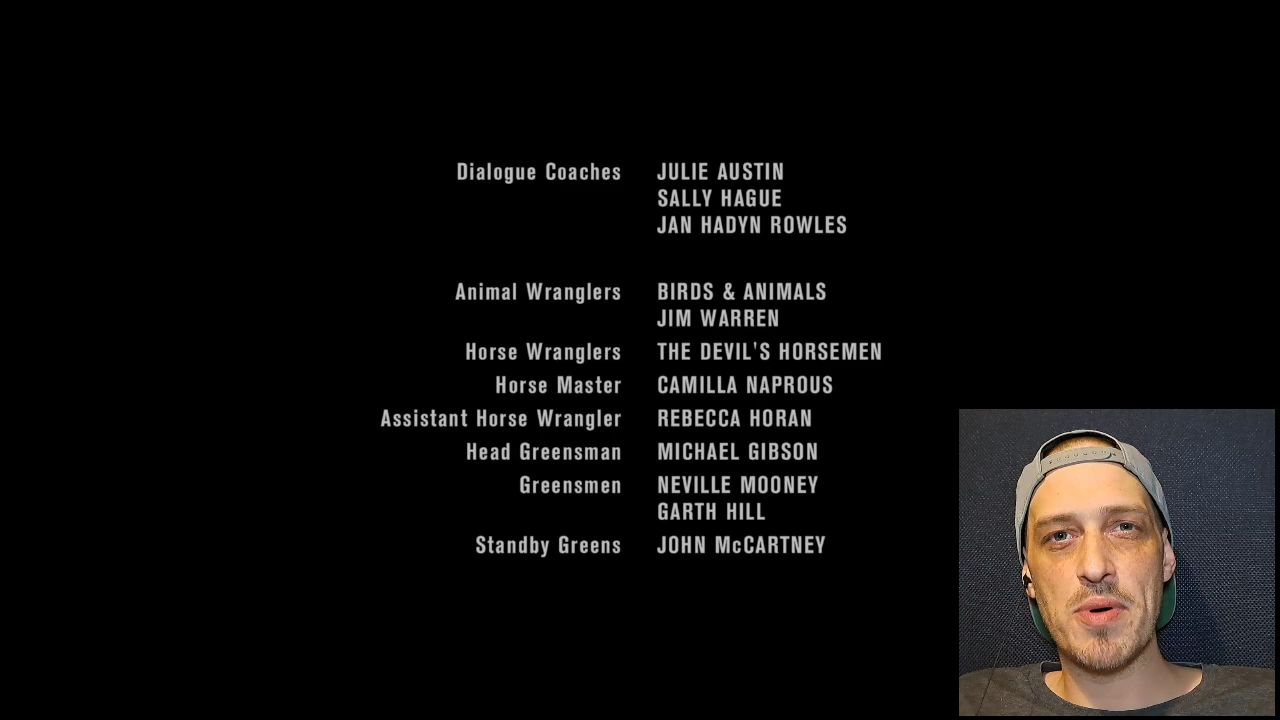 Dialogue Coaches JULIE AUSTIN
SALLY HAGUE
JAN HADYN ROWLES
Animal Wranglers BIRDS & ANIMALS
JIM WARREN
Horse Wranglers THE DEVIL'S HORSEMEN
Horse Master CAMILLA NAPROUS
Assistant Horse Wrangler REBECCA HORAN
Head Greensman MICHAEL GIBSON
Greensmen NEVILLE MOONEY
GARTH HILL
Standby Greens JOHN McCARTNEY